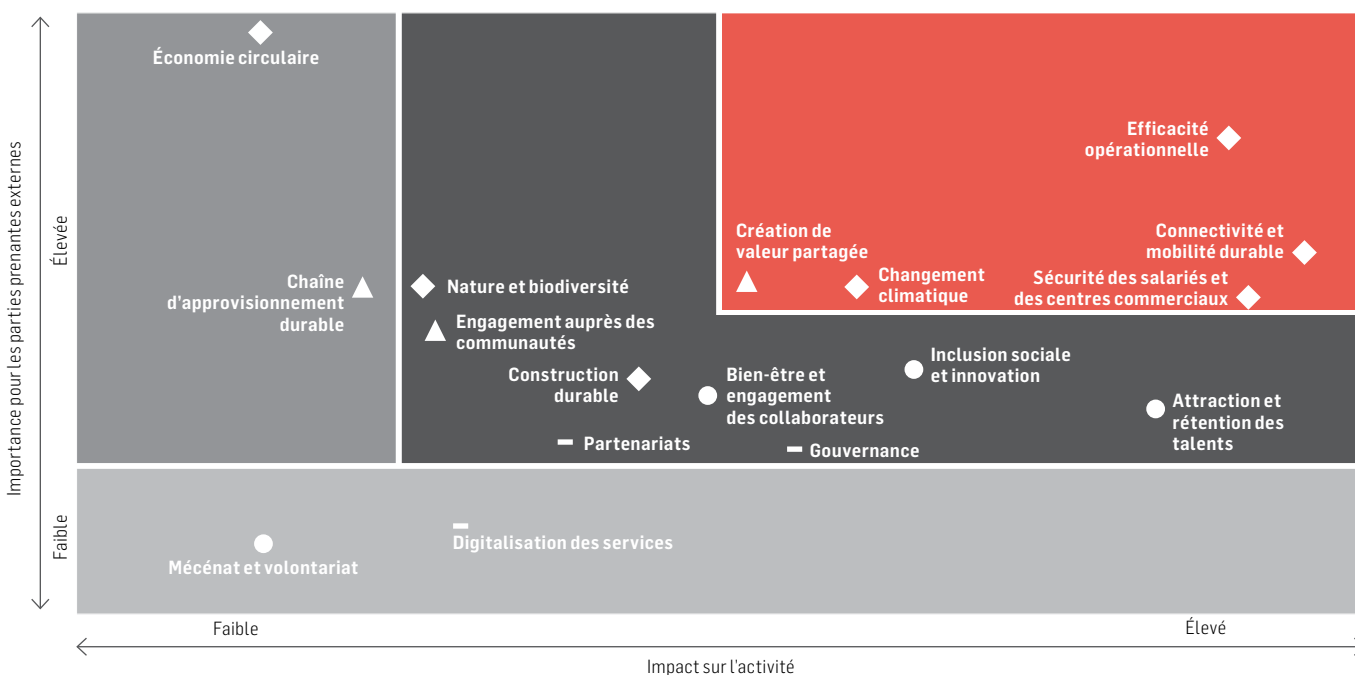 Importance pour les parties prenantes externes
Élevée
Faible
Économie circulaire
Efficacité
opérationnelle
Création de
valeur partagée
Connectivité et
mobilité durable
Chaîne
d'approvisionnement
durable
Nature et biodiversité
Changement
climatique
Sécurité des salariés et
des centres commerciaux
Engagement auprès des
communautés
Construction
durable
Bien-être et
engagement
des collaborateurs
Inclusion sociale
et innovation
Attraction et
rétention des
talents
Partenariats
Gouvernance
Mécénat et volontariat
Digitalisation des services
Faible
Élevé
Impact sur l'activité